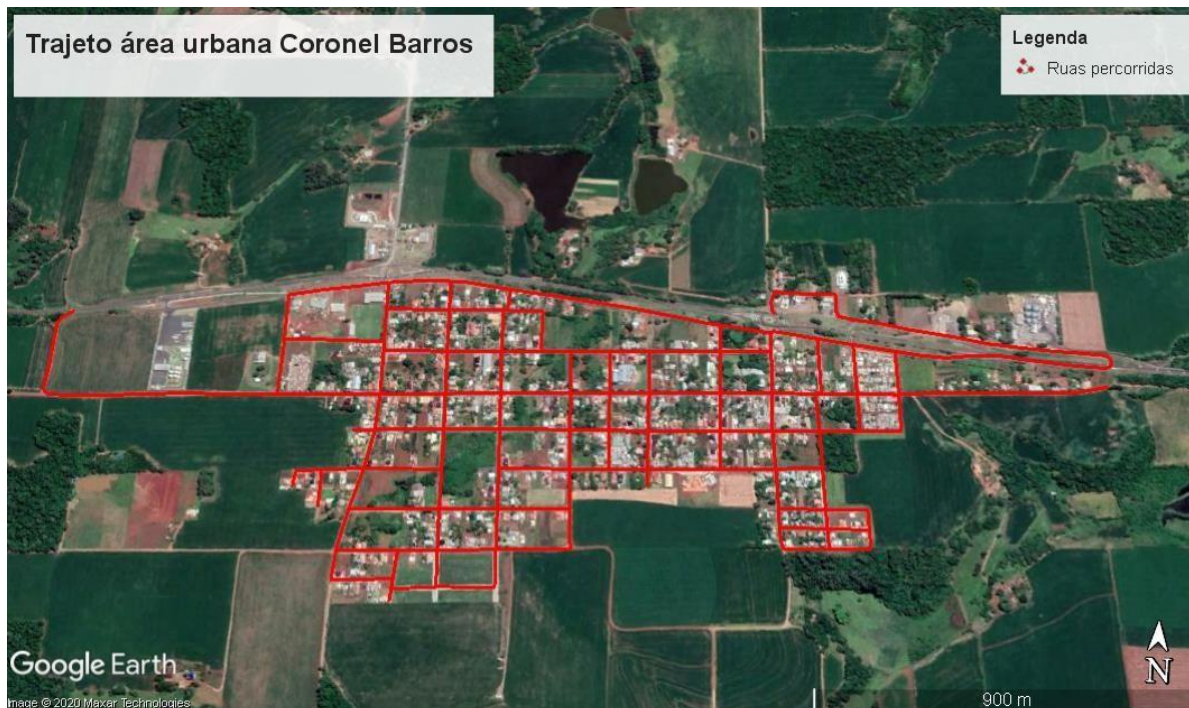 Trajeto área urbana Coronel Barros
Legenda
Ruas percorridas
Google Earth
N
Image © 2020 Maxar Technologies
900 m